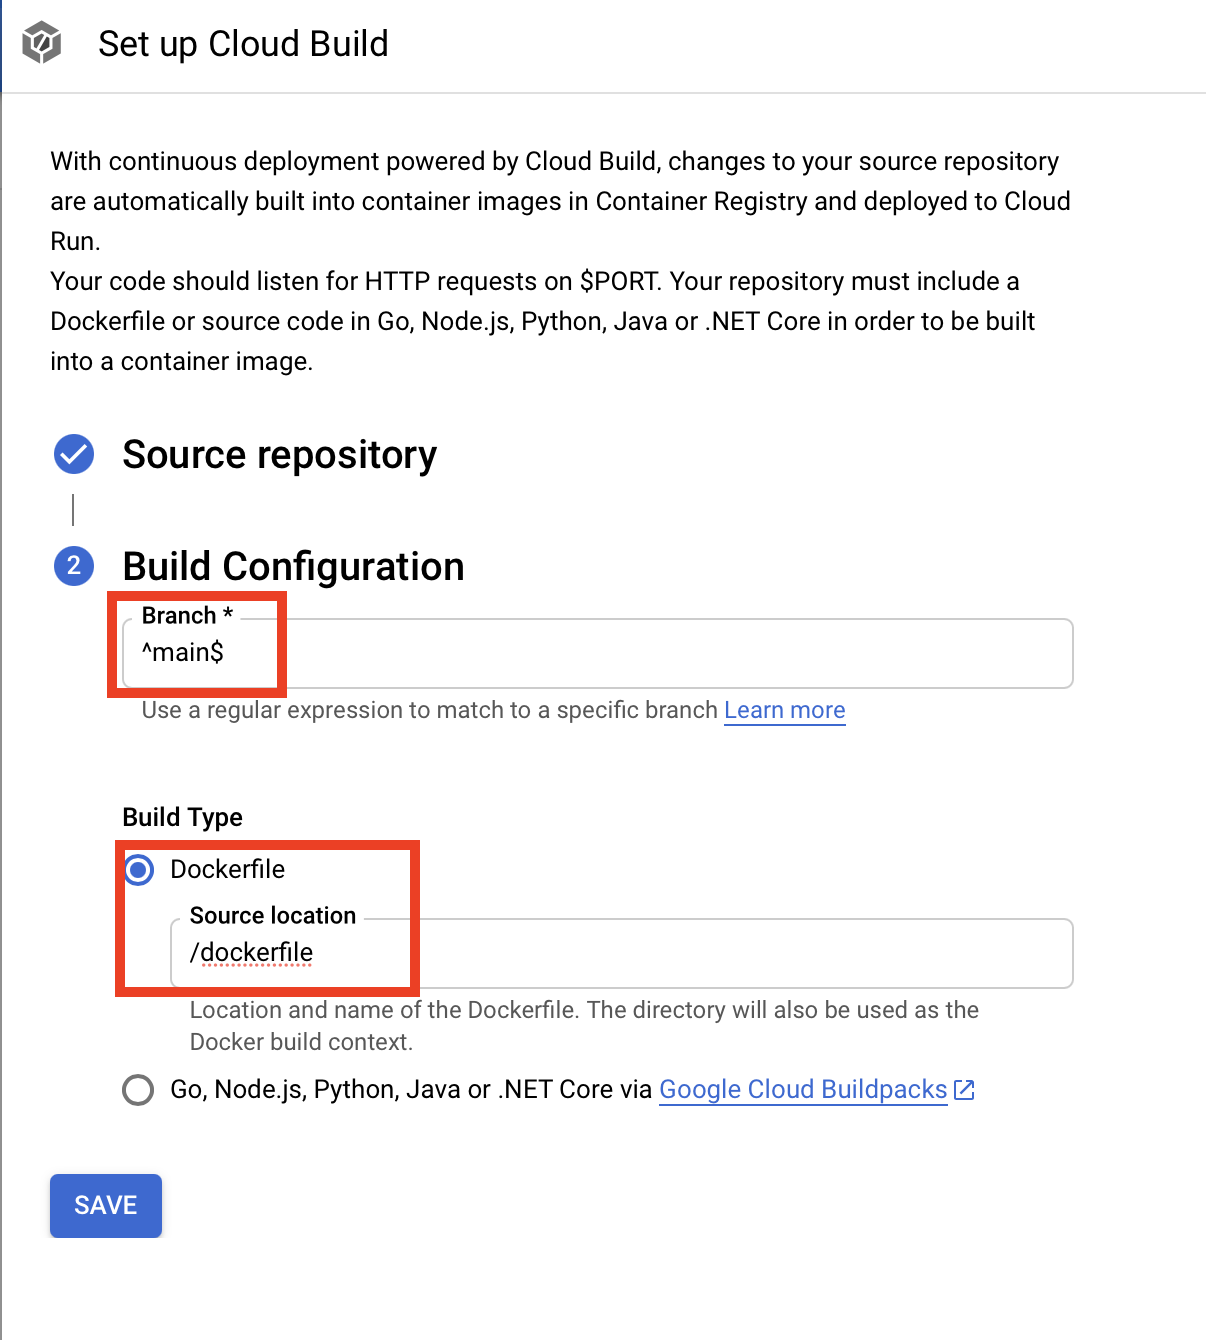 Set up Cloud Build
With continuous deployment powered by Cloud Build, changes to your source repository
are automatically built into container images in Container Registry and deployed to Cloud
Run.
Your code should listen for HTTP requests on $PORT. Your repository must include a
Dockerfile or source code in Go, Node.js, Python, Java or .NET Core in order to be built
into a container image.
Source repository
2 Build Configuration
Branch *
^main$
Use a regular expression to match to a specific branch Learn more
Build Type
Dockerfile
Source location
/dockerfile
Location and name of the Dockerfile. The directory will also be used as the
Docker build context.
Go, Node.js, Python, Java or .NET Core via Google Cloud Buildpacks
SAVE